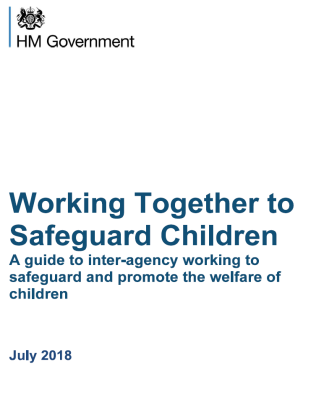 HM Government
Working Together to
Safeguard Children
A guide to inter-agency working to
safeguard and promote the welfare of
children
July 2018